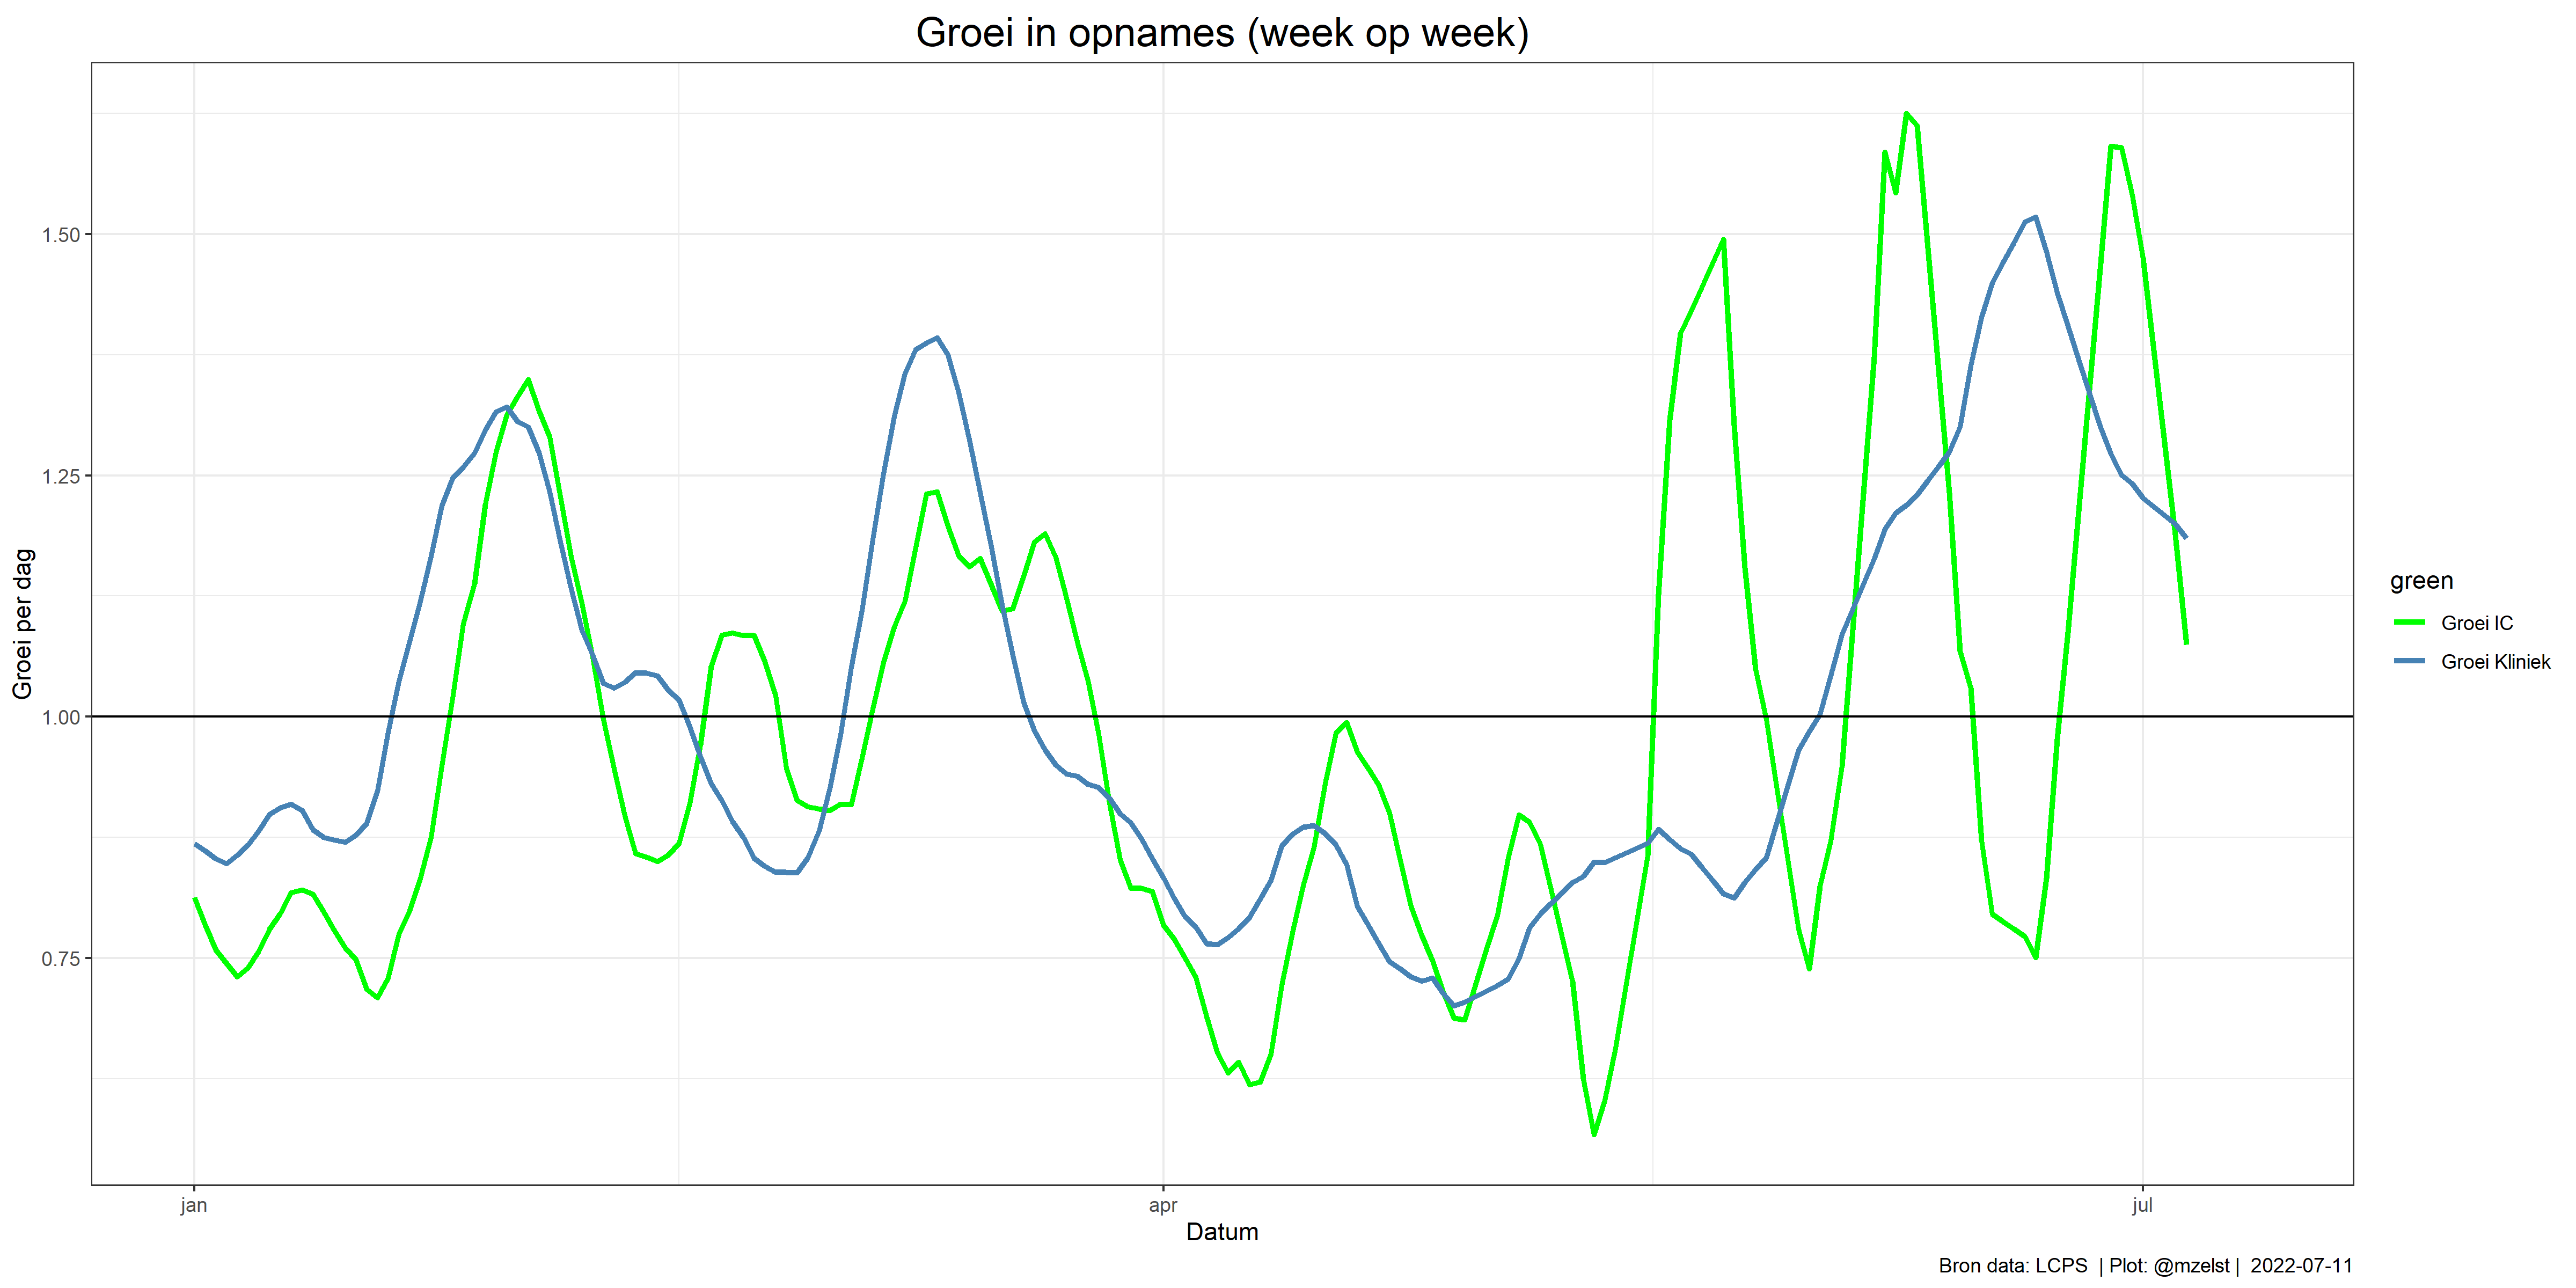 Groei in opnames (week op week)
Groei per dag
1.50
1.25
1.00
0.75
jan
apr
jul
Datum
green
Groei IC
Groei Kliniek
Bron data: LCPS | Plot: @mzelst | 2022-07-11